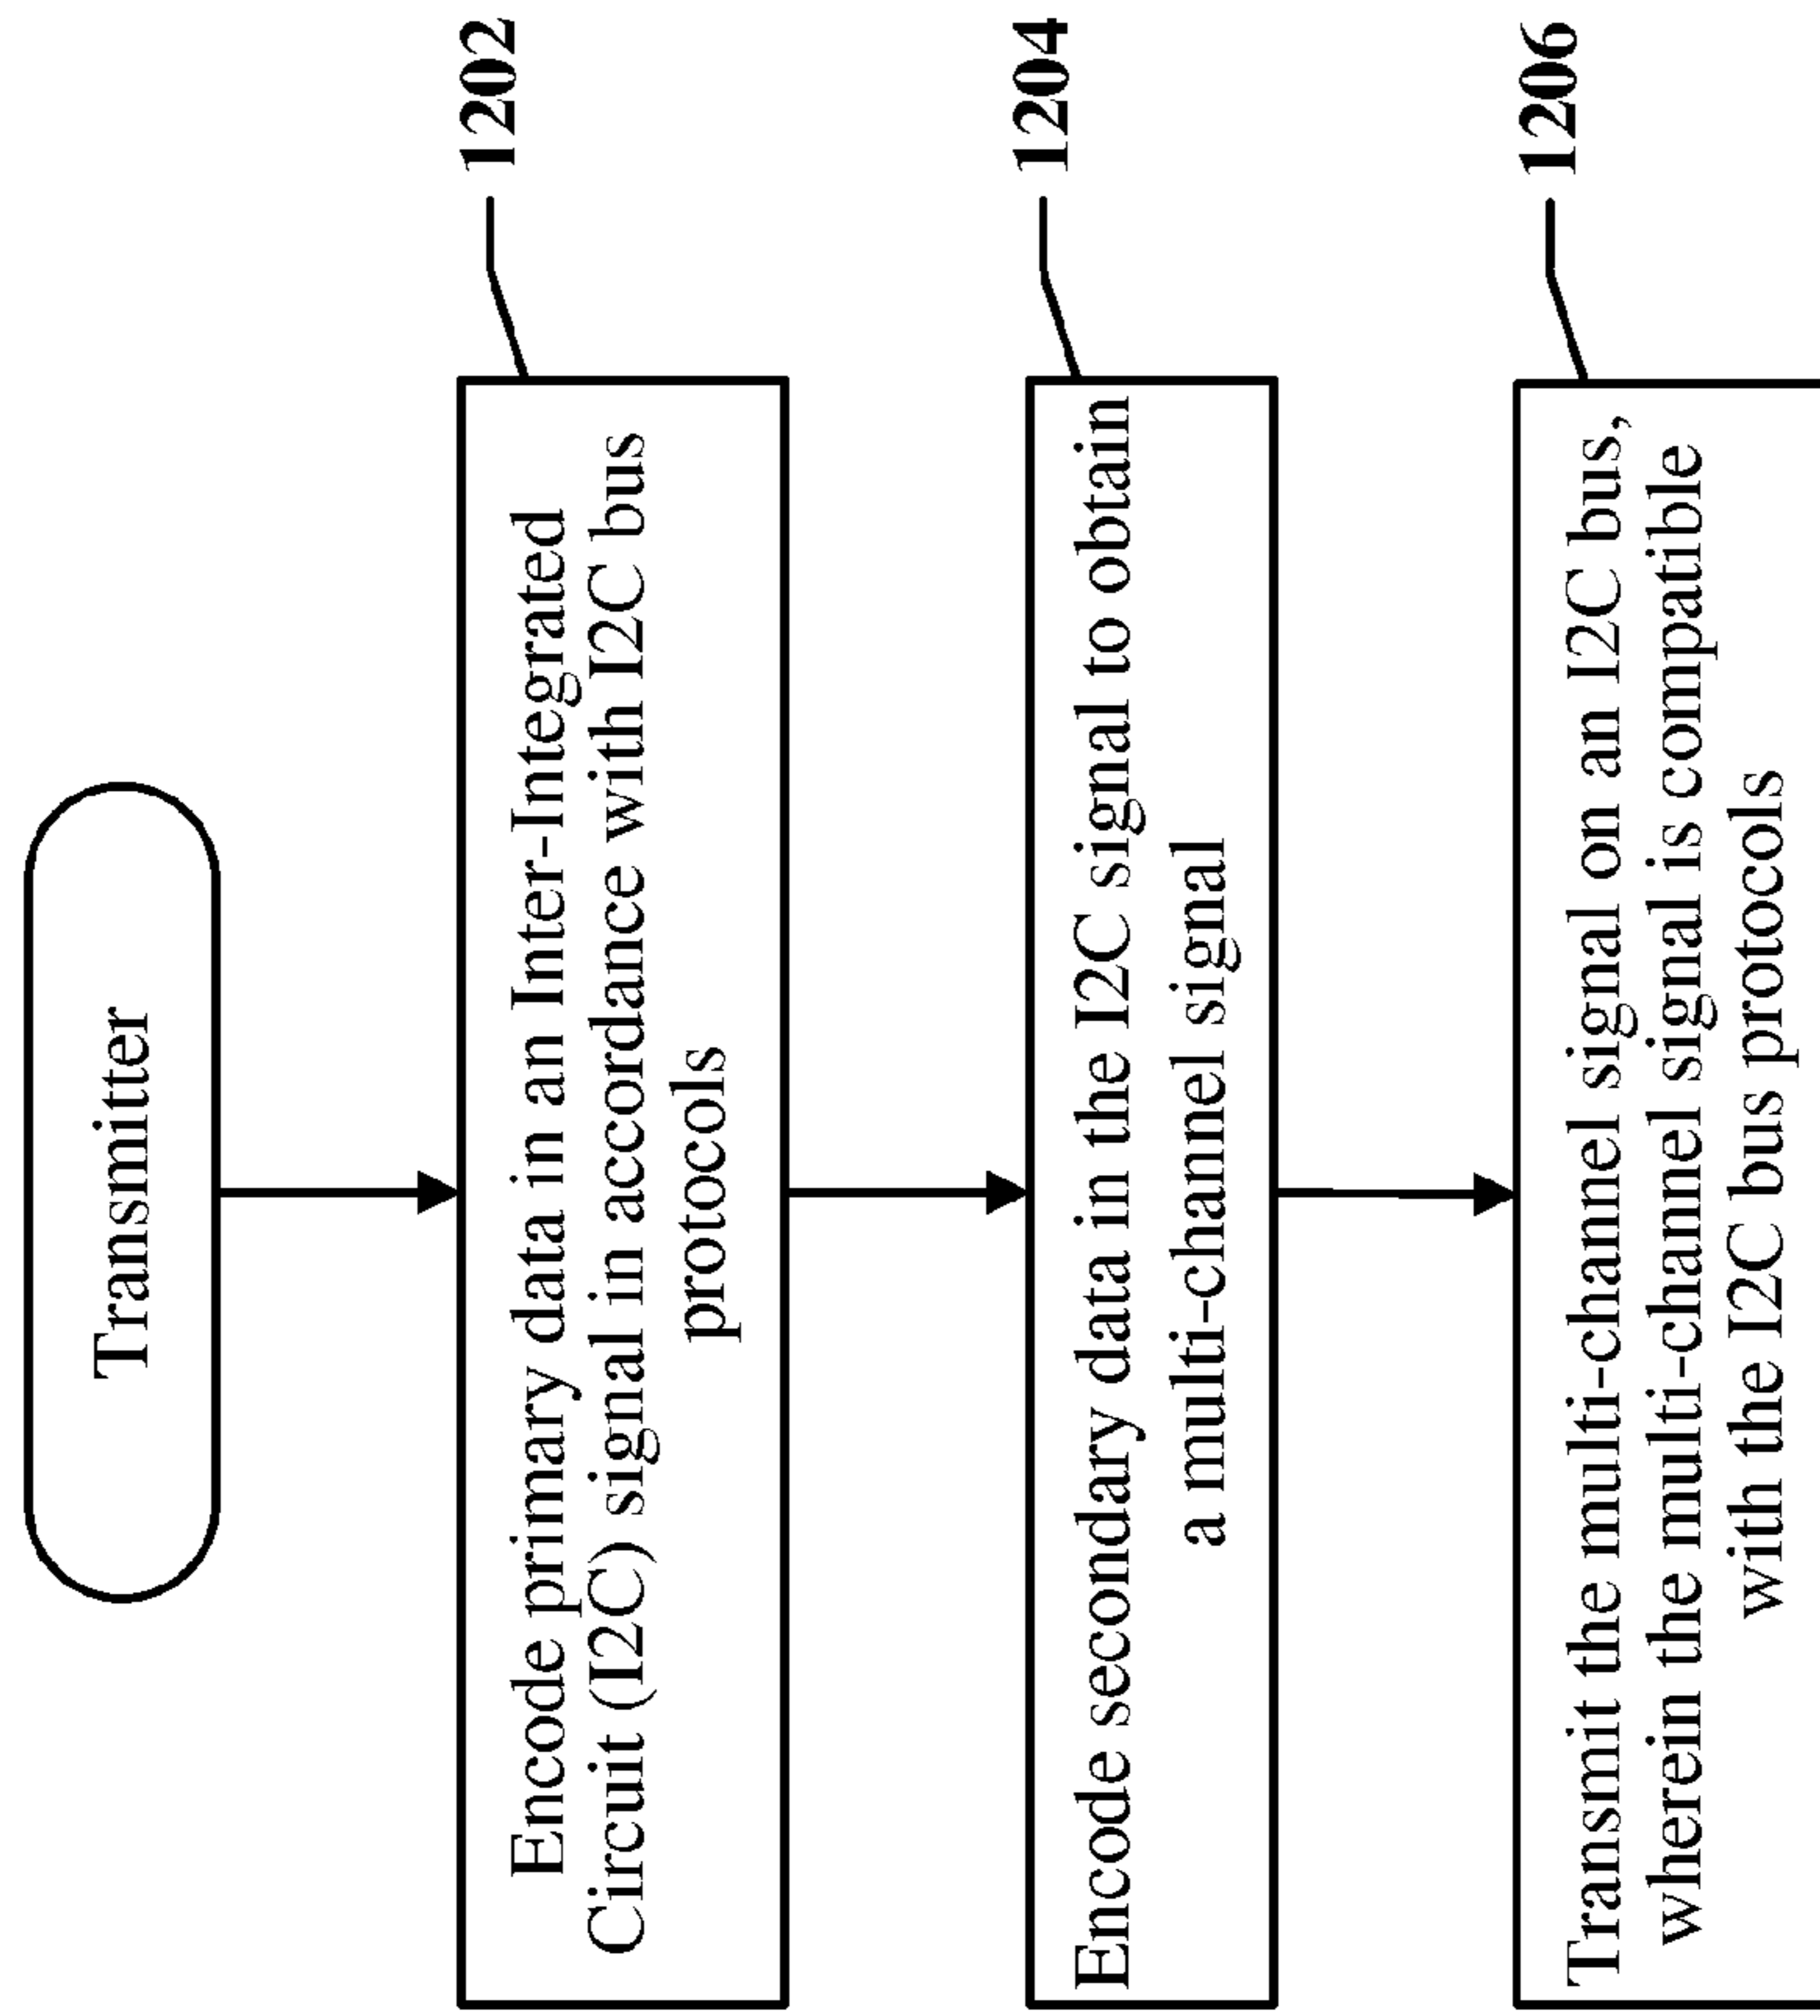 Transmitter
1202
Encode primary data in an Inter-Integrated
Circuit (I2C) signal in accordance with I2C bus
protocols
1204
Encode secondary data in the I2C signal to obtain
a multi-channel signal
1206
Transmit the multi-channel signal on an I2C bus,
wherein the multi-channel signal is compatible
with the I2C bus protocols